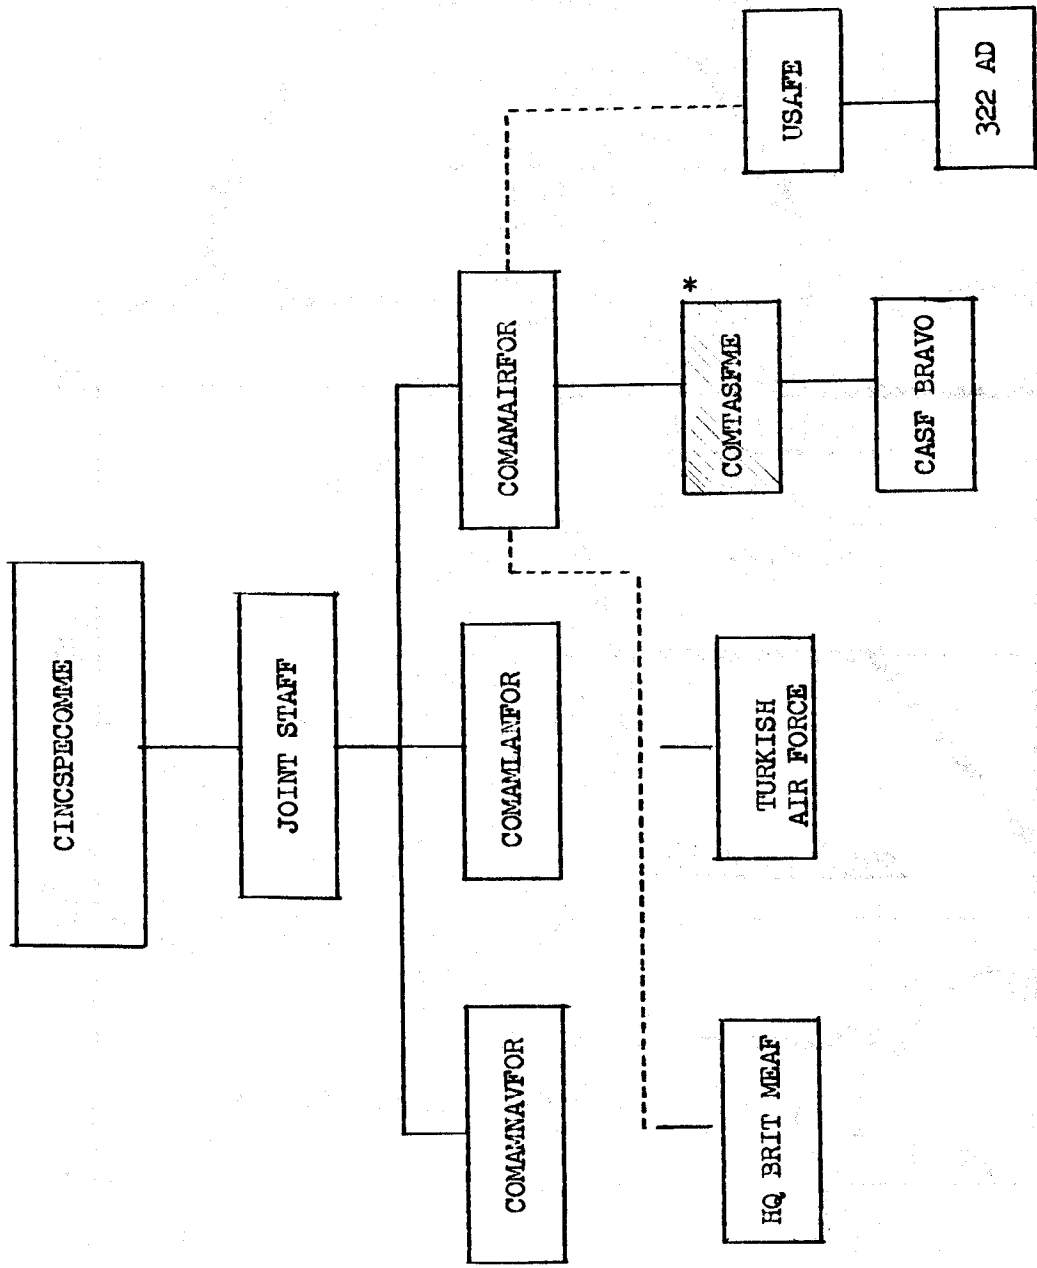 CINCSPECOMME
JOINT STAFF
COMAMNAVFOR
COMAMLANFOR
COMAMAIRFOR
HQ BRIT MEAF
TURKISH
AIR FORCE
*
COMTASFME
USAFE
CASF BRAVO
322 AD